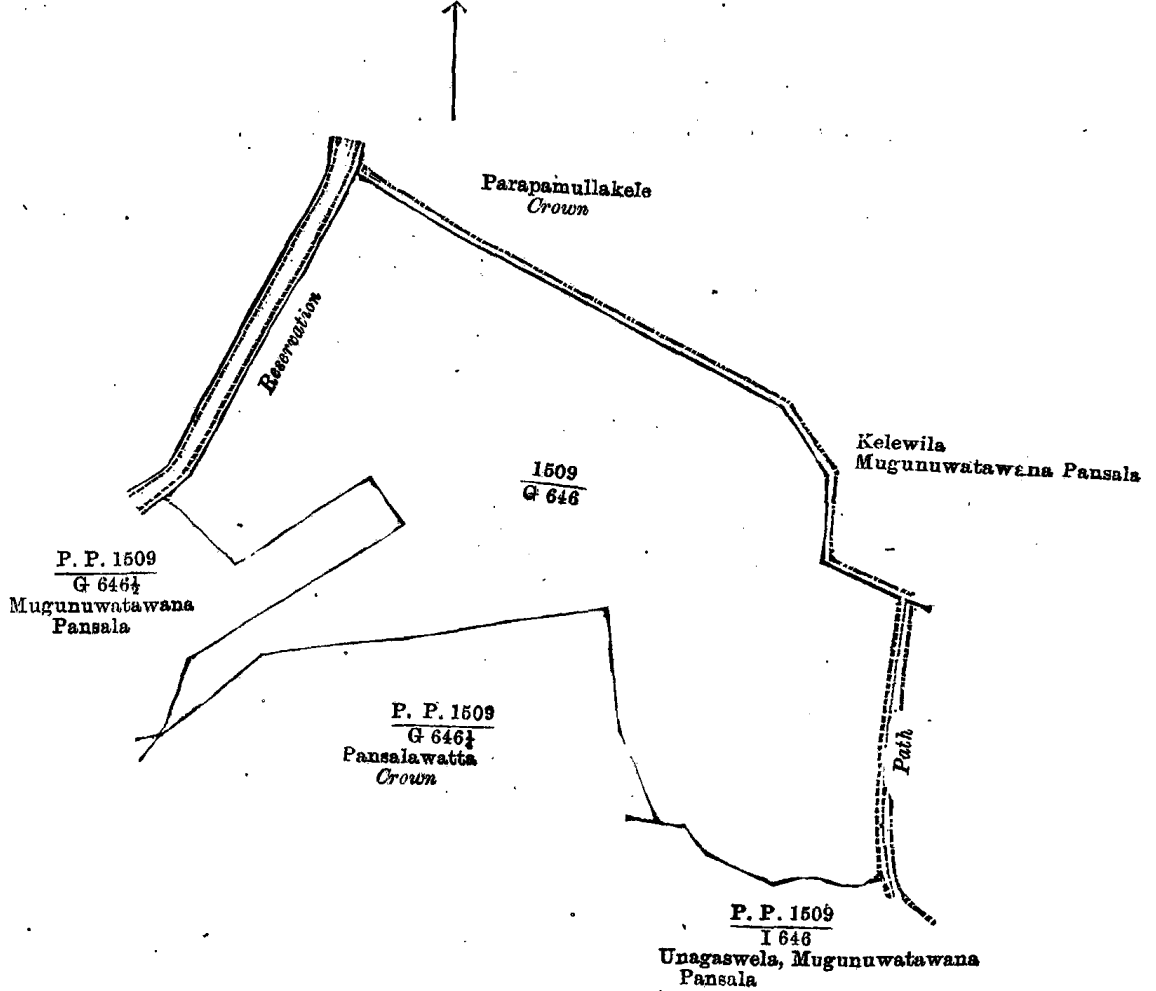 Parapamullakele
Crown
Reservation
Kelewila
Mugunuwatawana Pansala
1509
G 646
P. P. 1509
G 646½
Mugunuwatawana
Pansala
P. P. 1509
G 646¼
Pansalawatta
Crown
Path
P. P. 1509
I 646
Unagaswela, Mugunuwatawana
Pansala